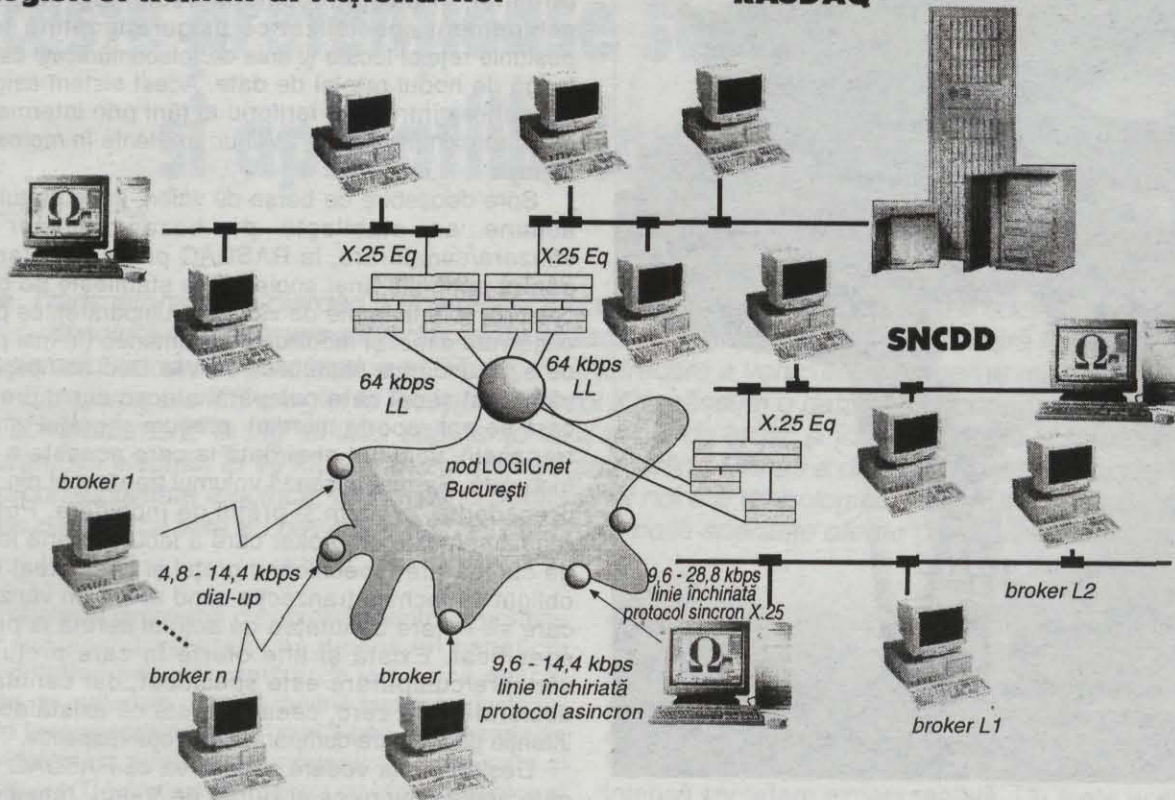 RASDAQ
X.25 Eq
X.25 Eq
64 kbps
LL
64 kbps
LL
SNCDD
X.25 Eq
nod LOGICnet
București
broker 1
4,8 - 14,4 kbps
dial-up
broker n
broker
9,6 - 14,4 kbps
linie închiriată
protocol asincron
9,6 - 28,8 kbps
linie închiriată
protocol sincron X.25
broker L2
broker L1
Ω
Ω
Ω